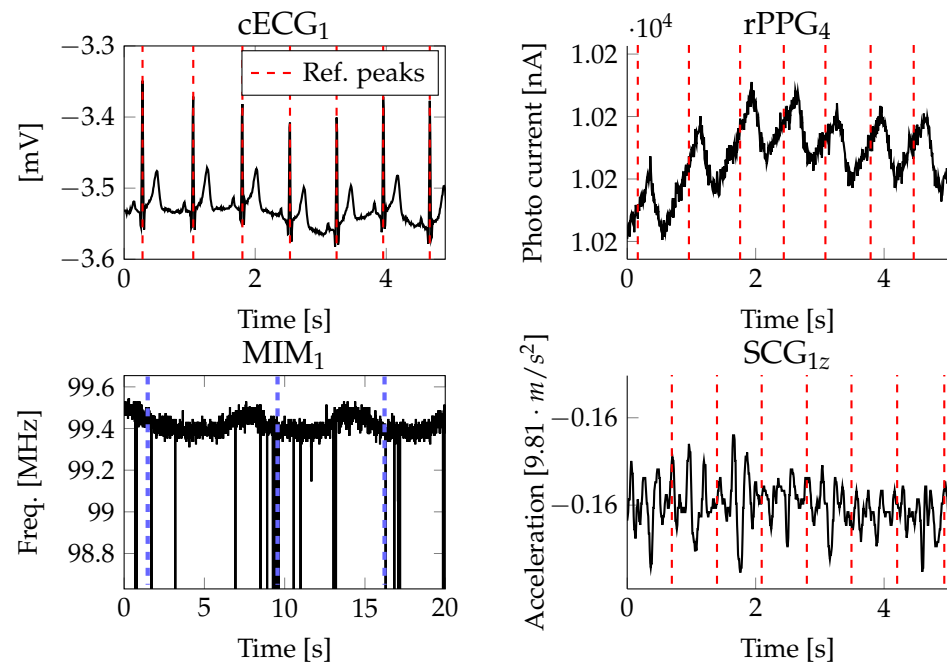 cECG₁
−3.3
−3.4
−3.5
−3.6
[mV]
Ref. peaks
0
2
4
Time [s]
rPPG₄
·10⁴
1.02
1.02
1.02
1.02
Photo current [nA]
0
2
4
Time [s]
MIM₁
99.6
99.4
99.2
99
98.8
Freq. [MHz]
0
5
10
15
20
Time [s]
SCG₁z
−0.16
−0.16
Acceleration [9.81 · m/s²]
0
2
4
Time [s]